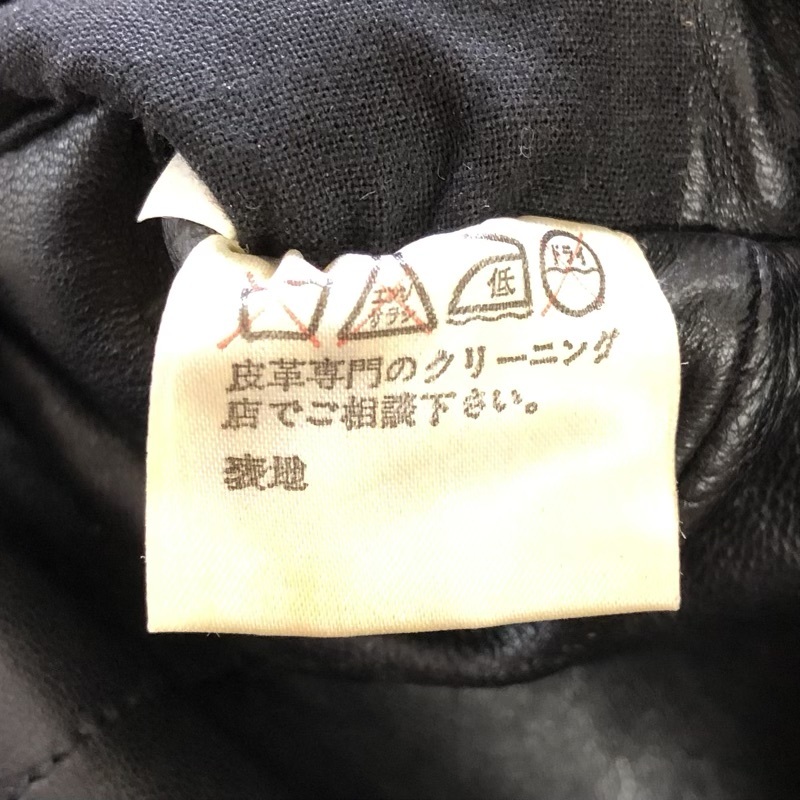 エンソ
サラシ
低
ドライ
皮革専門のクリーニング
店でご相談下さい。
表地